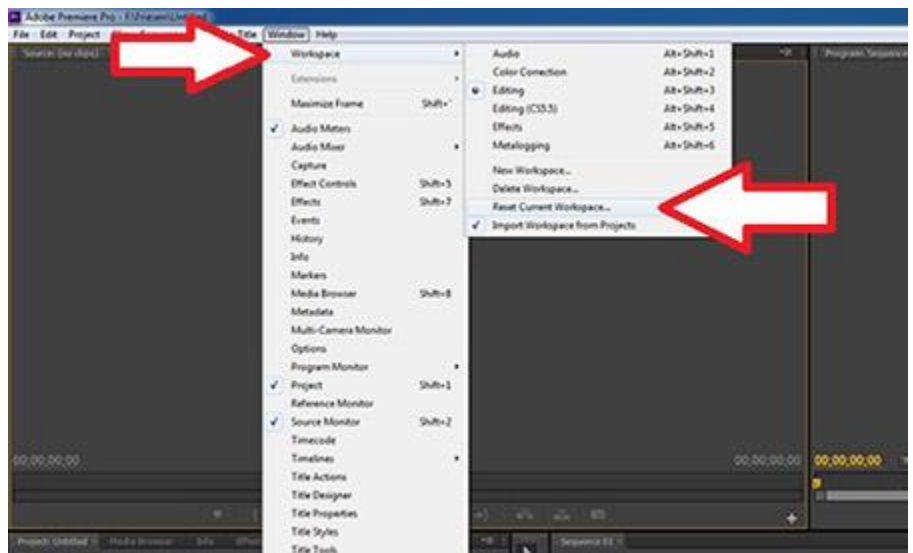 Adobe Premiere Pro -
File Edit Project Title Window Help
Source: (no clips)
Program: Sequence
Workspace
Extensions
Maximize Frame Shift+`
Audio Meters
Audio Mixer
Capture
Effect Controls Shift+5
Effects Shift+7
Events
History
Info
Markers
Media Browser Shift+8
Metadata
Multi-Camera Monitor
Options
Program Monitor
Project Shift+1
Reference Monitor
Source Monitor Shift+2
Timecode
Timelines
Title Actions
Title Designer
Title Properties
Title Styles
Title Tools
Audio Alt+Shift+1
Color Correction Alt+Shift+2
Editing Alt+Shift+3
Editing (CS5.5) Alt+Shift+4
Effects Alt+Shift+5
Metalogging Alt+Shift+6
New Workspace...
Delete Workspace...
Reset Current Workspace...
Import Workspace from Projects
00;00;00;00
00;00;00;00
00;00;00;00
Project: Untitled Media Browser Info
Sequence 01